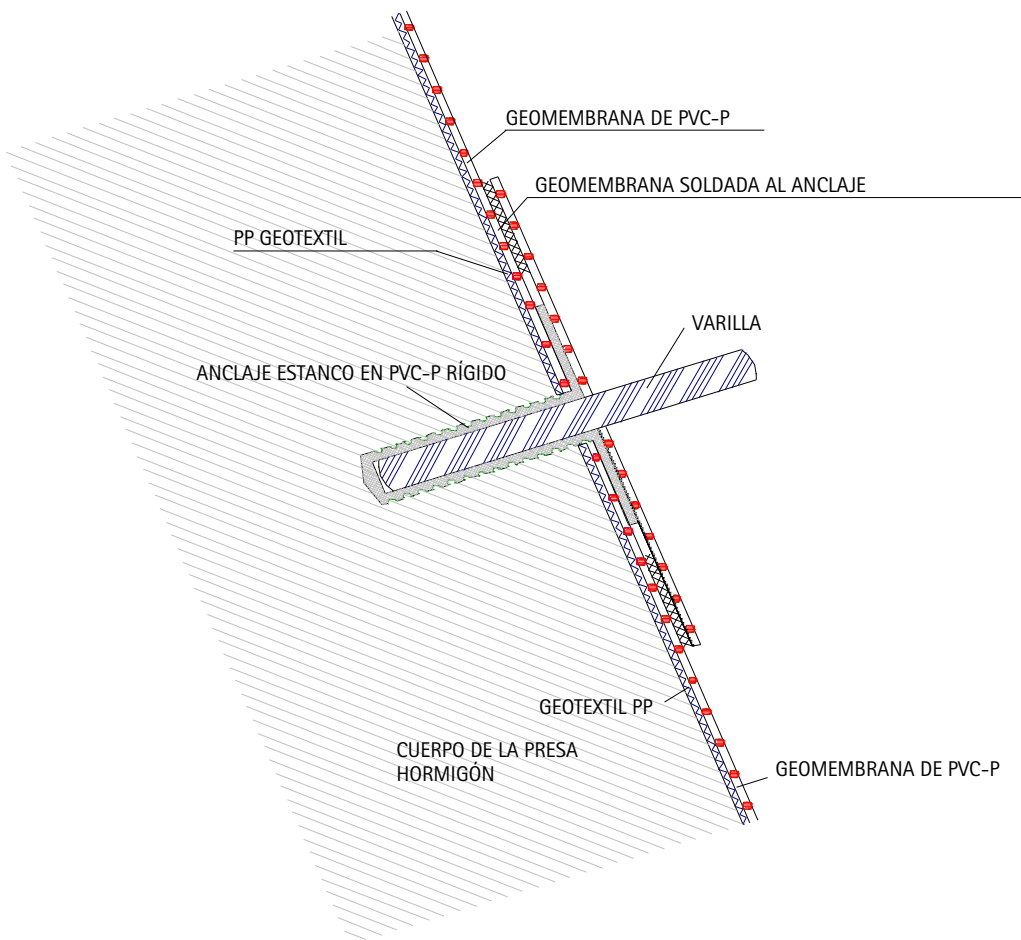 GEOMEMBRANA DE PVC-P
GEOMEMBRANA SOLDADA AL ANCLAJE
PP GEOTEXTIL
VARILLA
ANCLAJE ESTANCO EN PVC-P RÍGIDO
GEOTEXTIL PP
CUERPO DE LA PRESA
HORMIGÓN
GEOMEMBRANA DE PVC-P